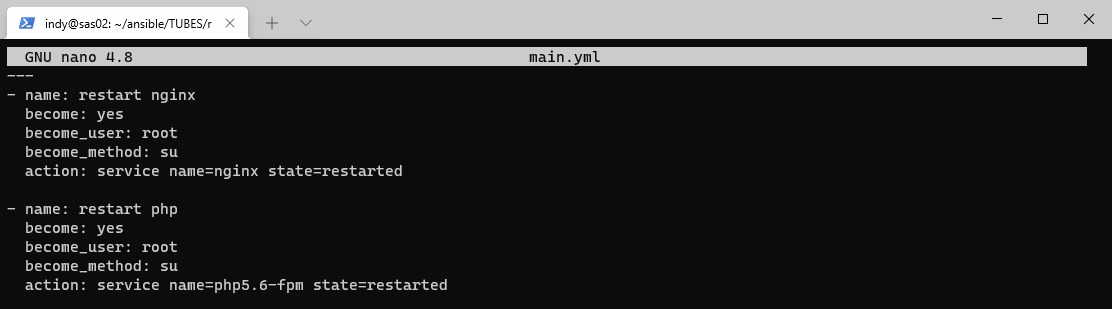 indy@sas02: ~/ansible/TUBES/r
GNU nano 4.8 main.yml
---
- name: restart nginx
  become: yes
  become_user: root
  become_method: su
  action: service name=nginx state=restarted

- name: restart php
  become: yes
  become_user: root
  become_method: su
  action: service name=php5.6-fpm state=restarted